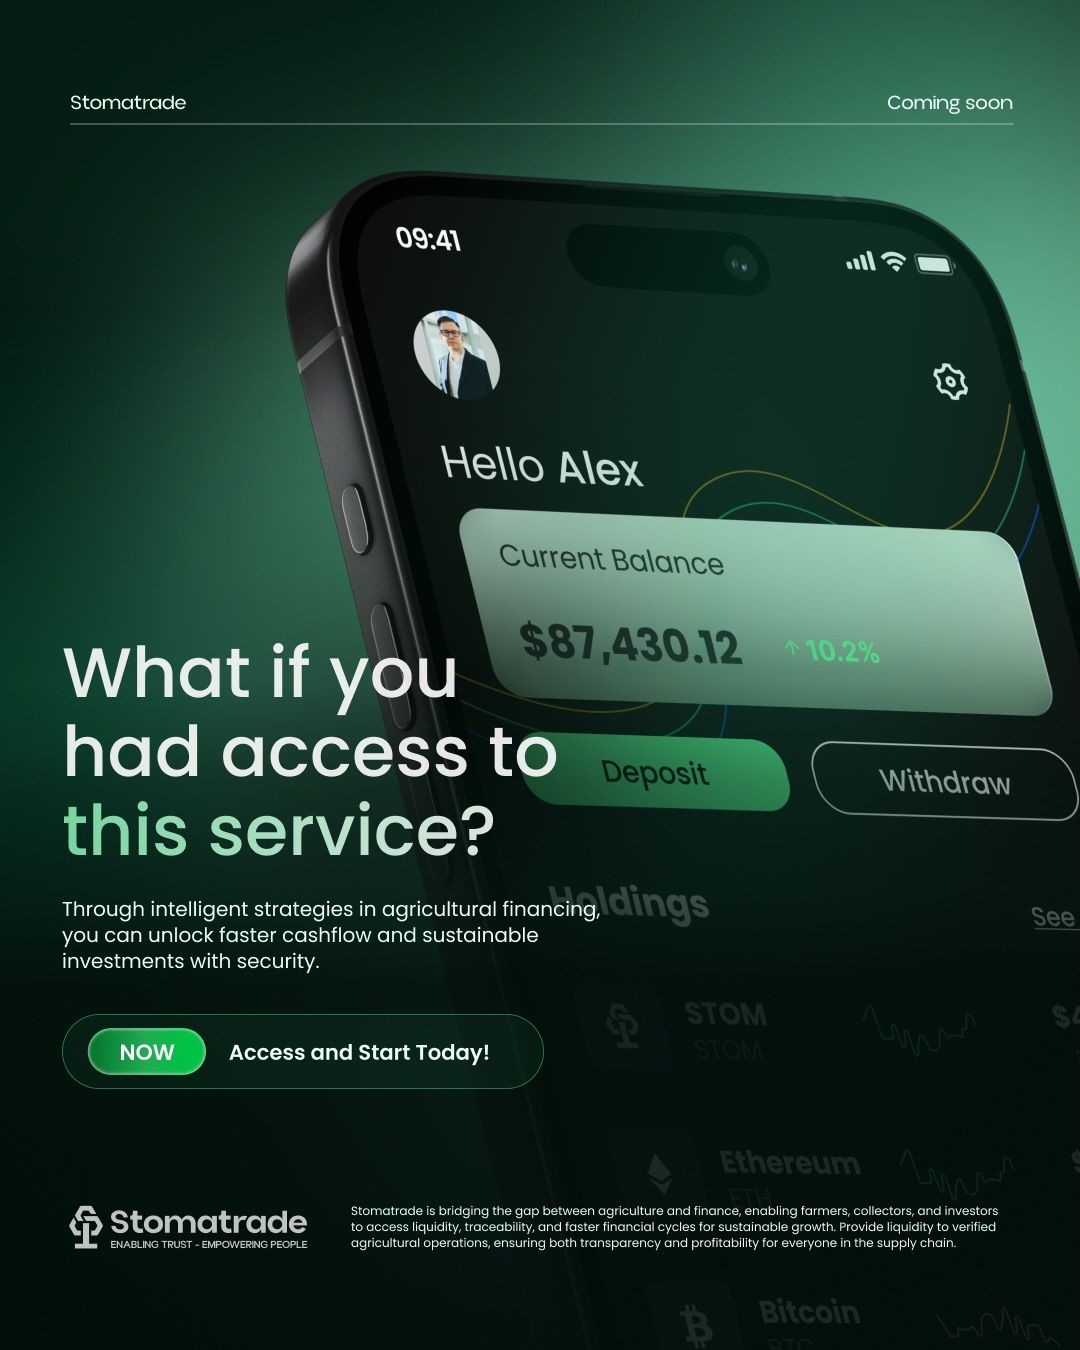 Stomatrade
Coming soon
09:41
Hello Alex
Current Balance
$87,430.12
↑ 10.2%
Deposit
Withdraw
What if you
had access to
this service?
Holdings
See
Through intelligent strategies in agricultural financing,
you can unlock faster cashflow and sustainable
investments with security.
STOM
STOM
NOW
Access and Start Today!
Ethereum
ETH
Stomatrade
ENABLING TRUST - EMPOWERING PEOPLE
Stomatrade is bridging the gap between agriculture and finance, enabling farmers, collectors, and investors
to access liquidity, traceability, and faster financial cycles for sustainable growth. Provide liquidity to verified
agricultural operations, ensuring both transparency and profitability for everyone in the supply chain.
Bitcoin
BTC